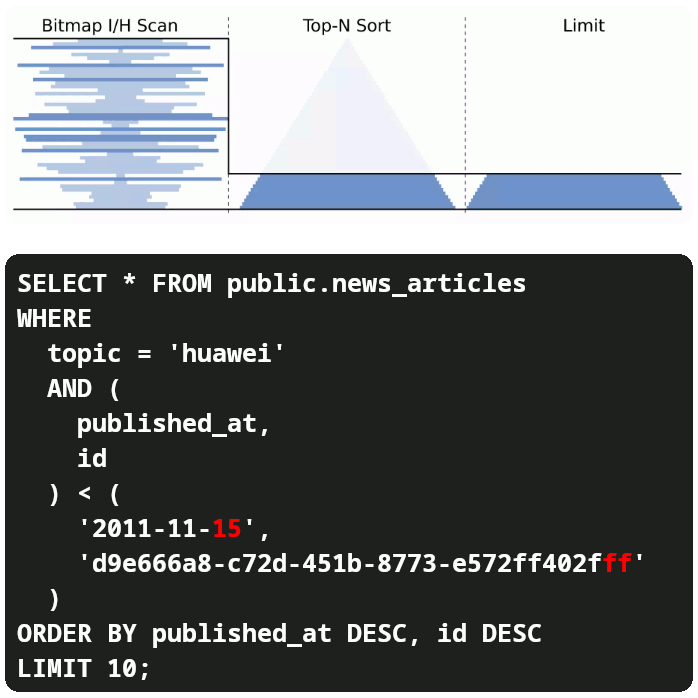 Bitmap I/H Scan
Top-N Sort
Limit
SELECT * FROM public.news_articles
WHERE
  topic = 'huawei'
  AND (
    published_at,
    id
  ) < (
    '2011-11-15',
    'd9e666a8-c72d-451b-8773-e572ff402fff'
  )
ORDER BY published_at DESC, id DESC
LIMIT 10;